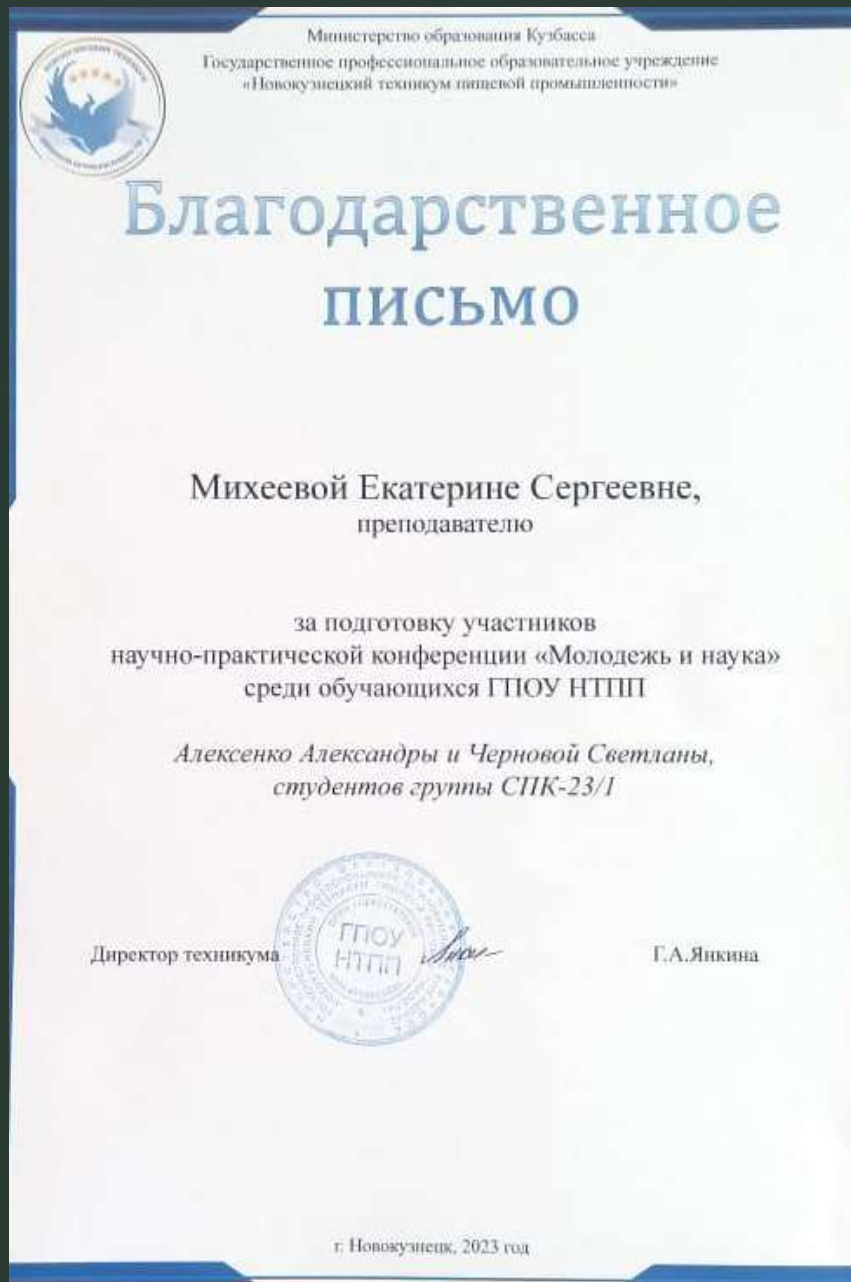 Министерство образования Кузбасса
Государственное профессиональное образовательное учреждение
«Новокузнецкий техникум пищевой промышленности»
Благодарственное
письмо
Михеевой Екатерине Сергеевне,
преподавателю
за подготовку участников
научно-практической конференции «Молодежь и наука»
среди обучающихся ГПОУ НТПП
Алексенко Александры и Черновой Светланы,
студентов группы СПК-23/1
Директор техникума
ГПОУ
НТПП
Г.А.Янкина
г. Новокузнецк, 2023 год